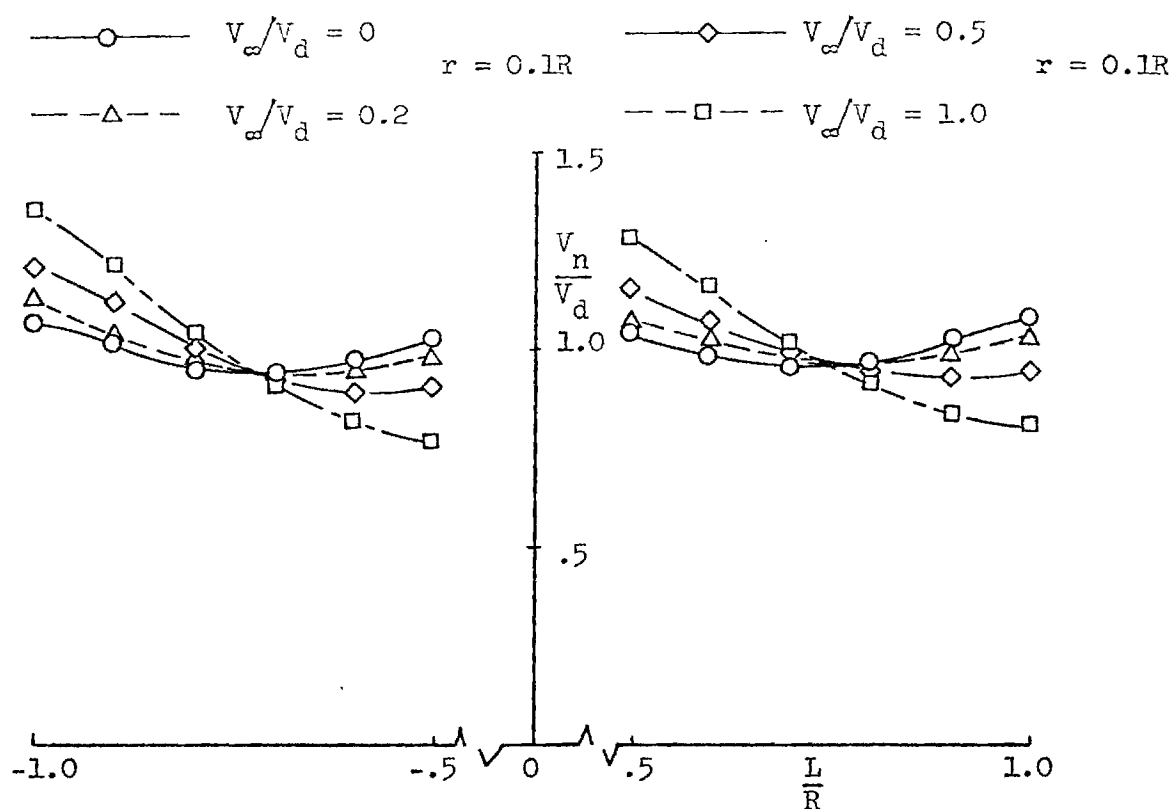 V∞/Vd = 0
r = 0.1R
V∞/Vd = 0.2
V∞/Vd = 0.5
r = 0.1R
V∞/Vd = 1.0
1.5
Vn/Vd
1.0
.5
-1.0
-.5
0
.5
L/R
1.0